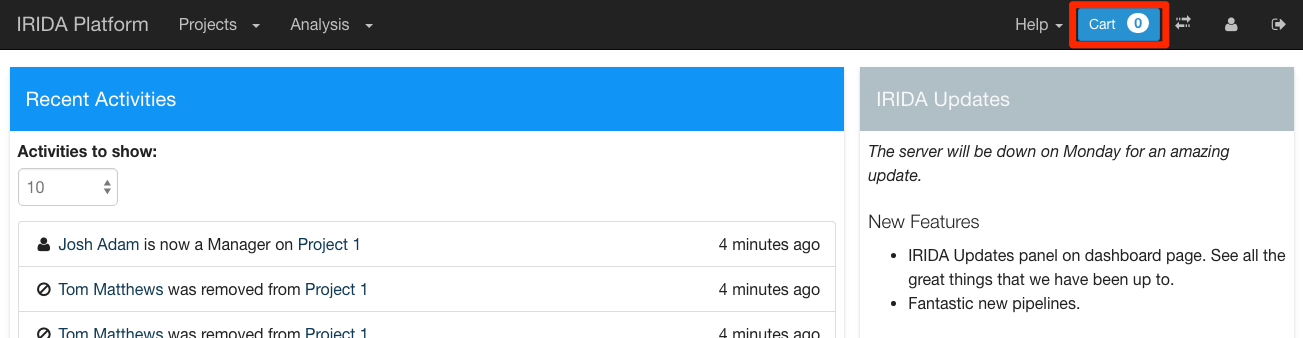 IRIDA Platform Projects Analysis Help Cart 0
Recent Activities
Activities to show:
10
Josh Adam is now a Manager on Project 1 4 minutes ago
Tom Matthews was removed from Project 1 4 minutes ago
Tom Matthews was removed from Project 1 4 minutes ago
IRIDA Updates
The server will be down on Monday for an amazing
update.
New Features
• IRIDA Updates panel on dashboard page. See all the
great things that we have been up to.
• Fantastic new pipelines.